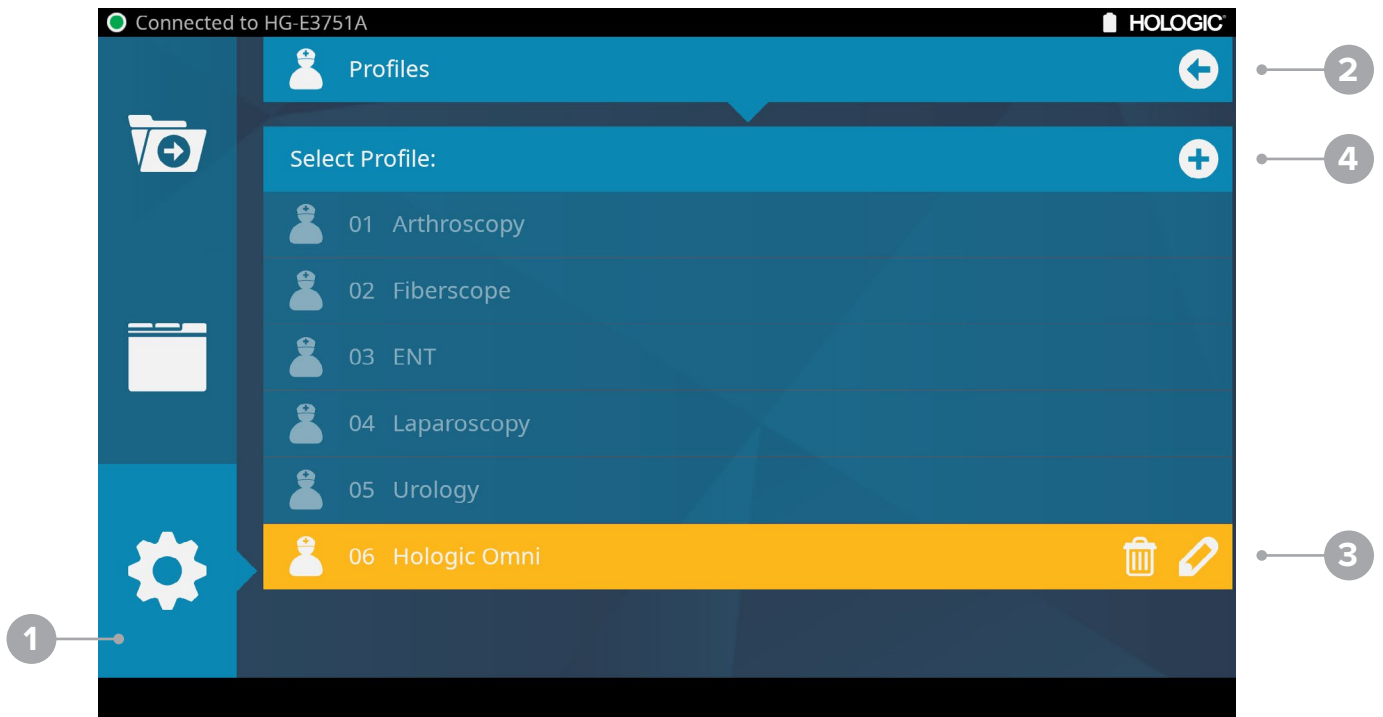 Connected to HG-E3751A
HOLOGIC®
Profiles
2
Select Profile:
4
01 Arthroscopy
02 Fiberscope
03 ENT
04 Laparoscopy
05 Urology
06 Hologic Omni
3
1